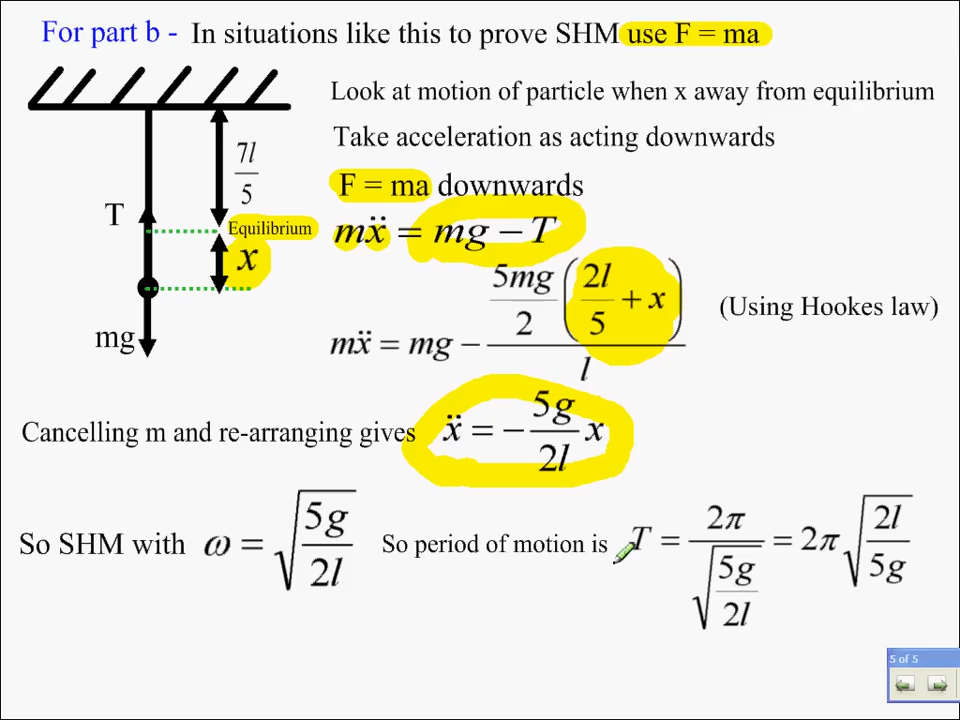 For part b - In situations like this to prove SHM use F = ma
Look at motion of particle when x away from equilibrium
Take acceleration as acting downwards
7l/5
F = ma downwards
T
Equilibrium
mẍ = mg − T
x
mẍ = mg − (5mg/2)(2l/5 + x)/l
(Using Hookes law)
mg
Cancelling m and re-arranging gives ẍ = −(5g/2l)x
So SHM with ω = √(5g/2l)
So period of motion is T = 2π/√(5g/2l) = 2π√(2l/5g)
5 of 5